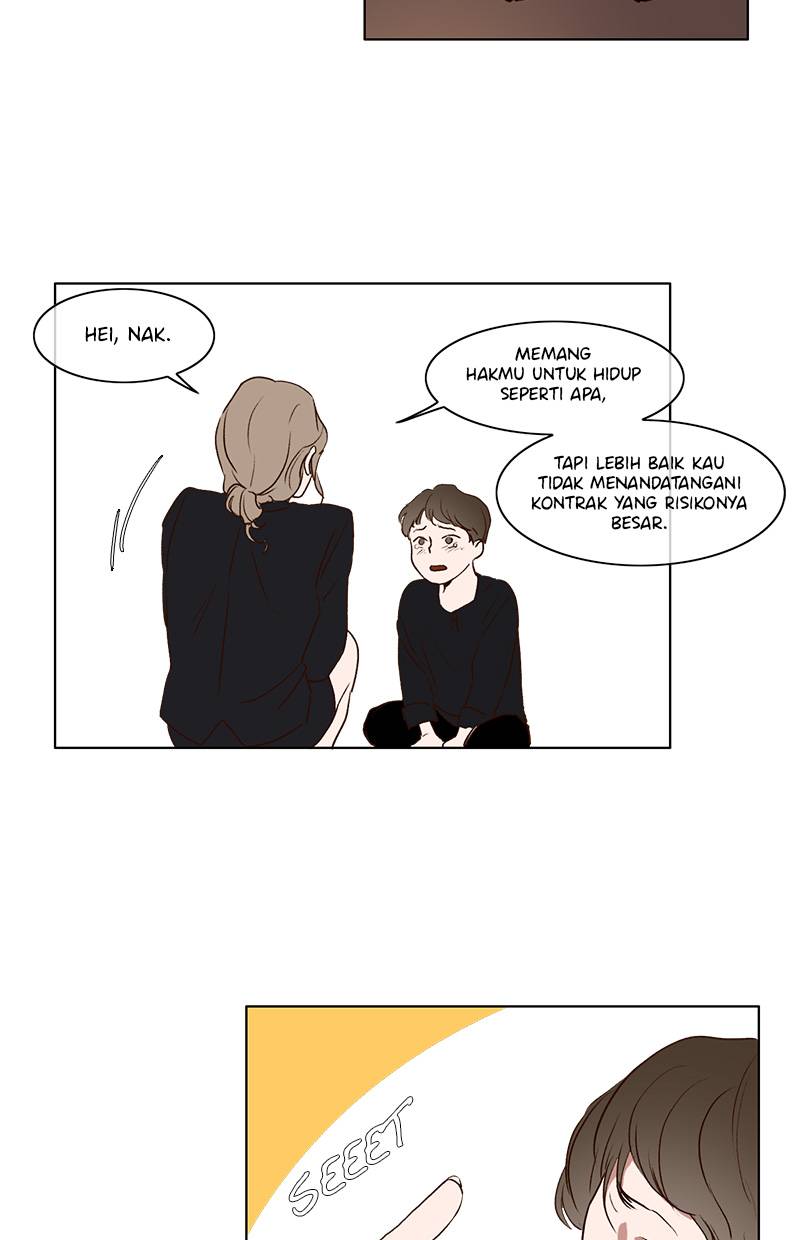 HEI, NAK.
MEMANG
HAKMU UNTUK HIDUP
SEPERTI APA,
TAPI LEBIH BAIK KAU
TIDAK MENANDATANGANI
KONTRAK YANG RISIKONYA
BESAR.
SEEET